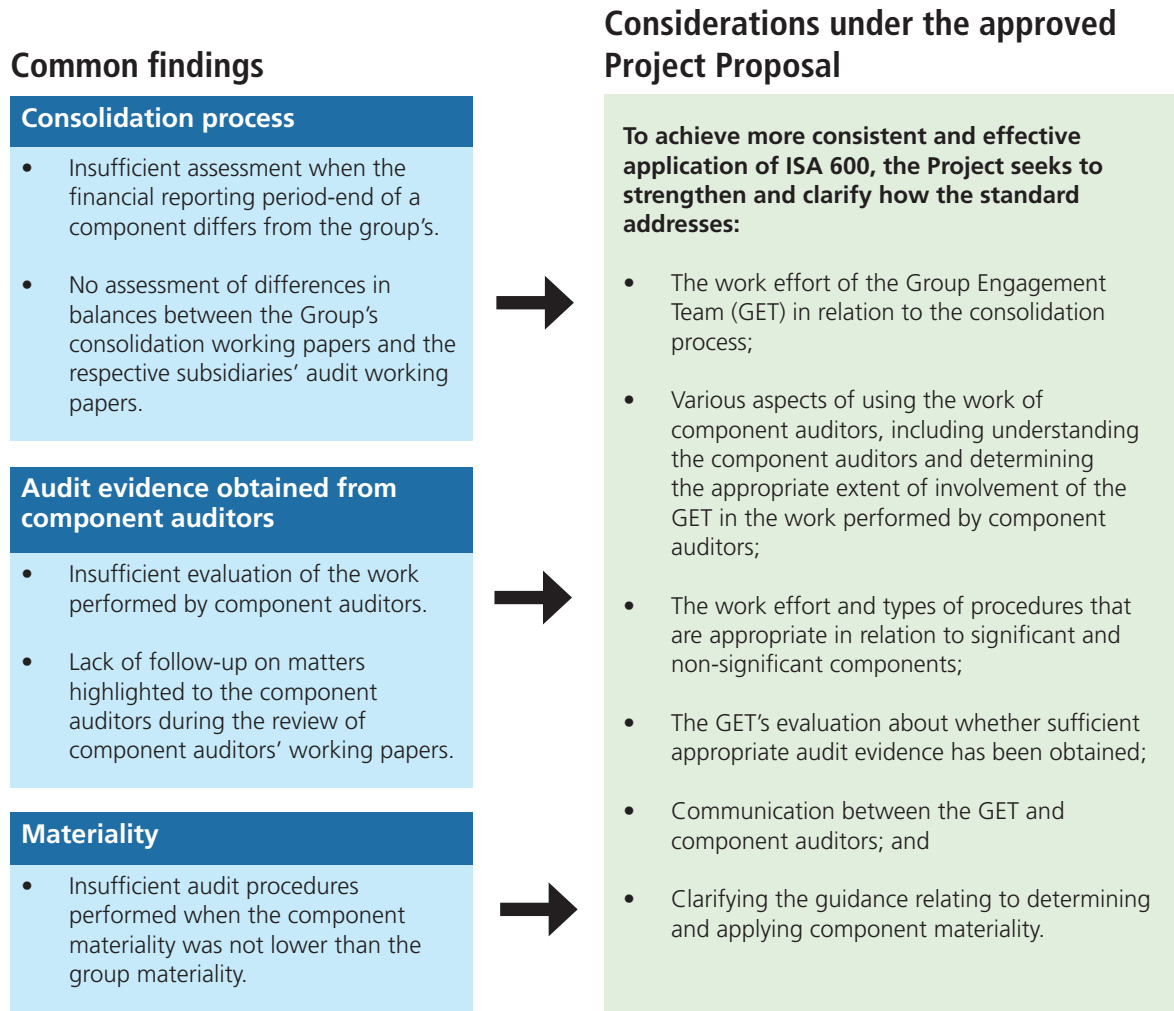 Common findings
Consolidation process
• Insufficient assessment when the
financial reporting period-end of a
component differs from the group's.
• No assessment of differences in
balances between the Group's
consolidation working papers and the
respective subsidiaries' audit working
papers.
Audit evidence obtained from
component auditors
• Insufficient evaluation of the work
performed by component auditors.
• Lack of follow-up on matters
highlighted to the component
auditors during the review of
component auditors' working papers.
Materiality
• Insufficient audit procedures
performed when the component
materiality was not lower than the
group materiality.
Considerations under the approved
Project Proposal
To achieve more consistent and effective
application of ISA 600, the Project seeks to
strengthen and clarify how the standard
addresses:
• The work effort of the Group Engagement
Team (GET) in relation to the consolidation
process;
• Various aspects of using the work of
component auditors, including understanding
the component auditors and determining
the appropriate extent of involvement of the
GET in the work performed by component
auditors;
• The work effort and types of procedures that
are appropriate in relation to significant and
non-significant components;
• The GET's evaluation about whether sufficient
appropriate audit evidence has been obtained;
• Communication between the GET and
component auditors; and
• Clarifying the guidance relating to determining
and applying component materiality.